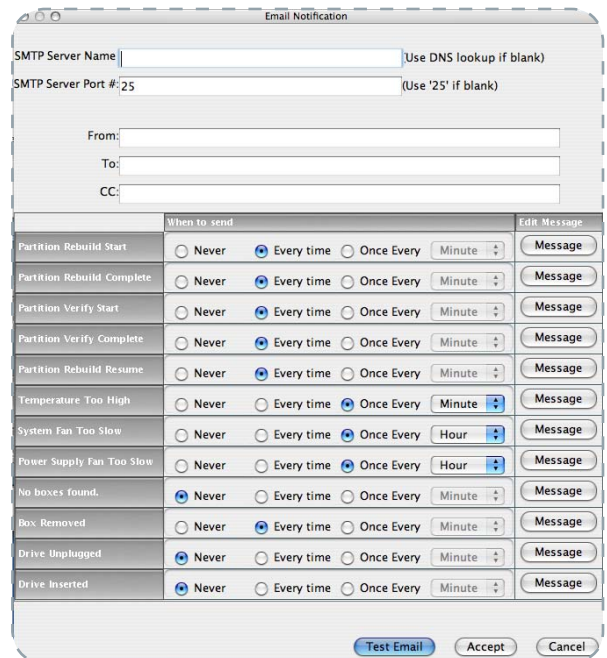 Email Notification
SMTP Server Name (Use DNS lookup if blank)
SMTP Server Port #: 25 (Use '25' if blank)
From:
To:
CC:
When to send Edit Message
Partition Rebuild Start Never Every time Once Every Minute Message
Partition Rebuild Complete Never Every time Once Every Minute Message
Partition Verify Start Never Every time Once Every Minute Message
Partition Verify Complete Never Every time Once Every Minute Message
Partition Rebuild Resume Never Every time Once Every Minute Message
Temperature Too High Never Every time Once Every Minute Message
System Fan Too Slow Never Every time Once Every Hour Message
Power Supply Fan Too Slow Never Every time Once Every Hour Message
No boxes found. Never Every time Once Every Minute Message
Box Removed Never Every time Once Every Minute Message
Drive Unplugged Never Every time Once Every Minute Message
Drive Inserted Never Every time Once Every Minute Message
Test Email Accept Cancel